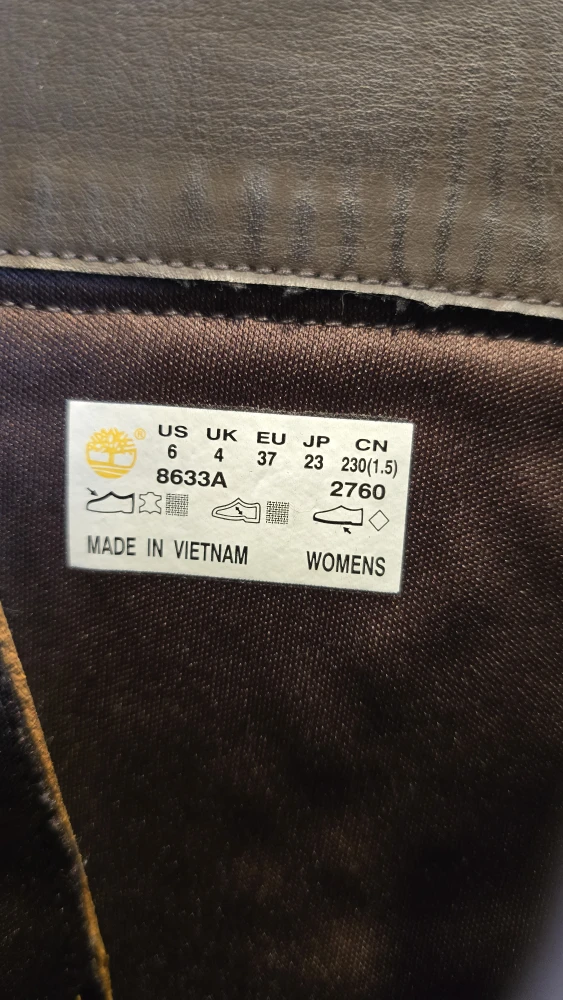 ® US UK EU JP CN
6 4 37 23 230(1.5)
8633A 2760
MADE IN VIETNAM WOMENS